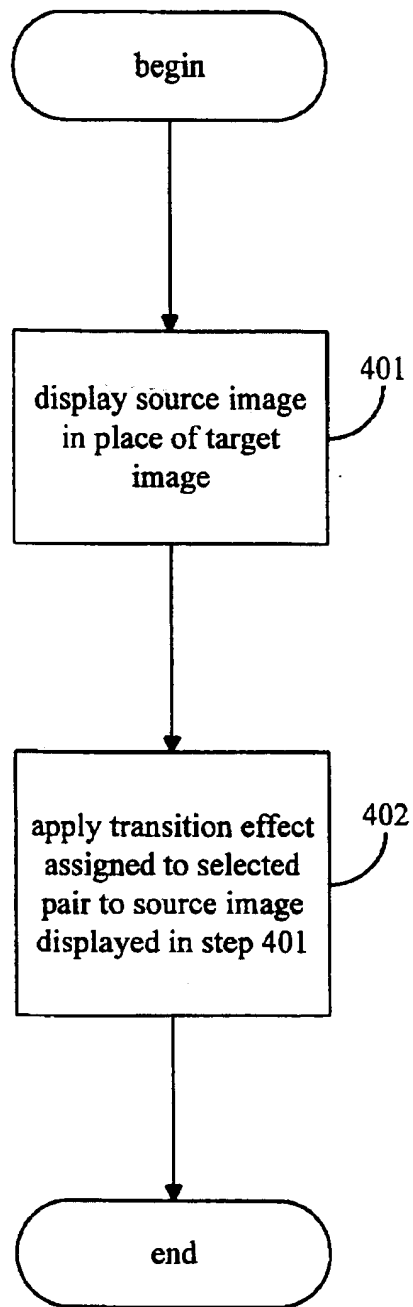 begin
401
display source image
in place of target
image
402
apply transition effect
assigned to selected
pair to source image
displayed in step 401
end